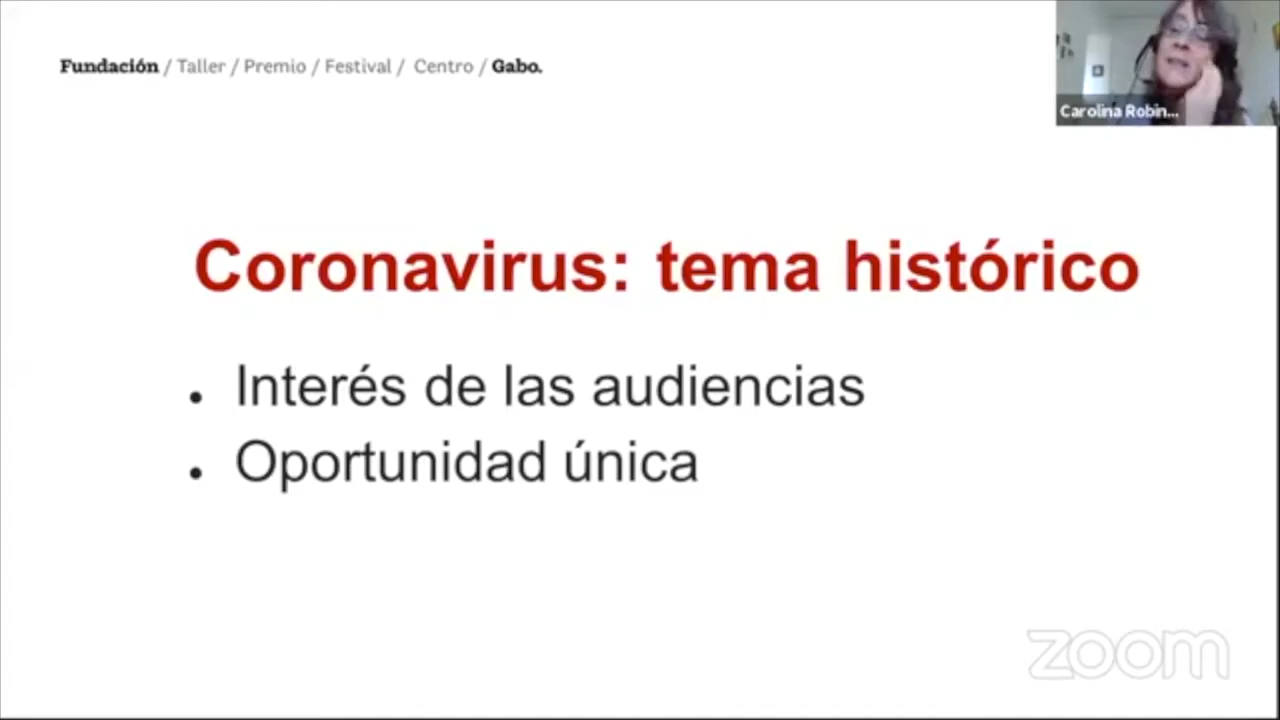 Fundación / Taller / Premio / Festival / Centro / Gabo.
Carolina Robin...
Coronavirus: tema histórico
• Interés de las audiencias
• Oportunidad única
zoom